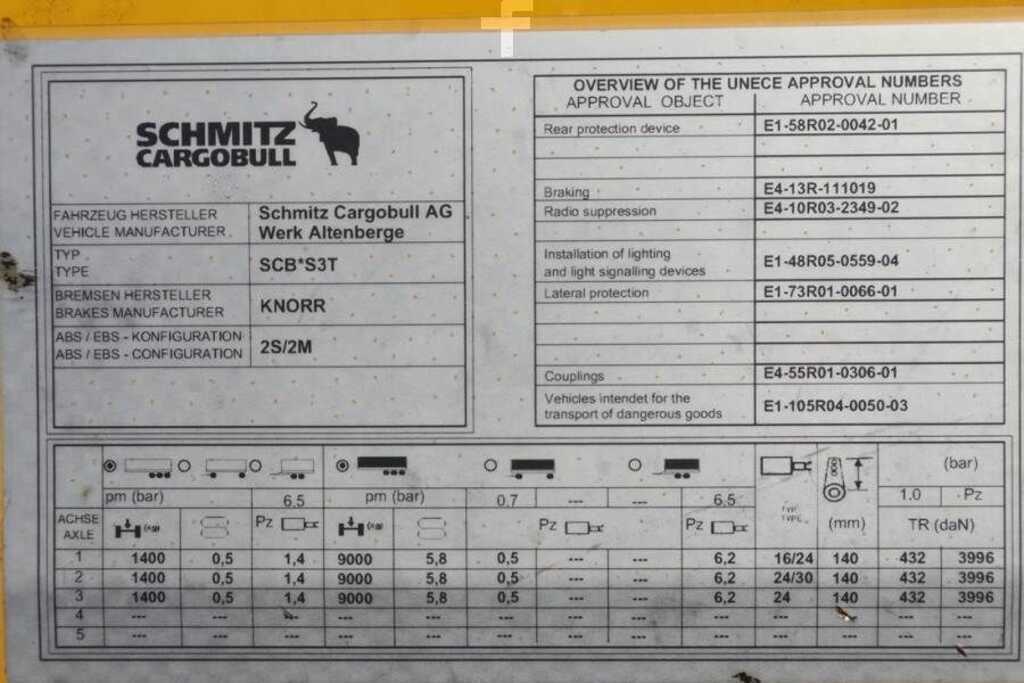 SCHMITZ
CARGOBULL
FAHRZEUG HERSTELLER
VEHICLE MANUFACTURER
Schmitz Cargobull AG
Werk Altenberge
TYP
TYPE
SCB*S3T
BREMSEN HERSTELLER
BRAKES MANUFACTURER
KNORR
ABS / EBS - KONFIGURATION
ABS / EBS - CONFIGURATION
2S/2M
OVERVIEW OF THE UNECE APPROVAL NUMBERS
APPROVAL OBJECT APPROVAL NUMBER
Rear protection device E1-58R02-0042-01
Braking E4-13R-111019
Radio suppression E4-10R03-2349-02
Installation of lighting
and light signalling devices E1-48R05-0559-04
Lateral protection E1-73R01-0066-01
Couplings E4-55R01-0306-01
Vehicles intendet for the
transport of dangerous goods E1-105R04-0050-03
(bar)
pm (bar) 6.5 pm (bar) 0.7 --- --- 6.5 1.0 Pz
ACHSE
AXLE
(kg) Pz (kg) Pz Pz TYP TYPE (mm) TR (daN)
1 1400 0,5 1,4 9000 5,8 0,5 --- --- 6,2 16/24 140 432 3996
2 1400 0,5 1,4 9000 5,8 0,5 --- --- 6,2 24/30 140 432 3996
3 1400 0,5 1,4 9000 5,8 0,5 --- --- 6,2 24 140 432 3996
4 --- --- --- --- --- --- --- --- --- --- --- --- ---
5 --- --- --- --- --- --- --- --- --- --- --- --- ---